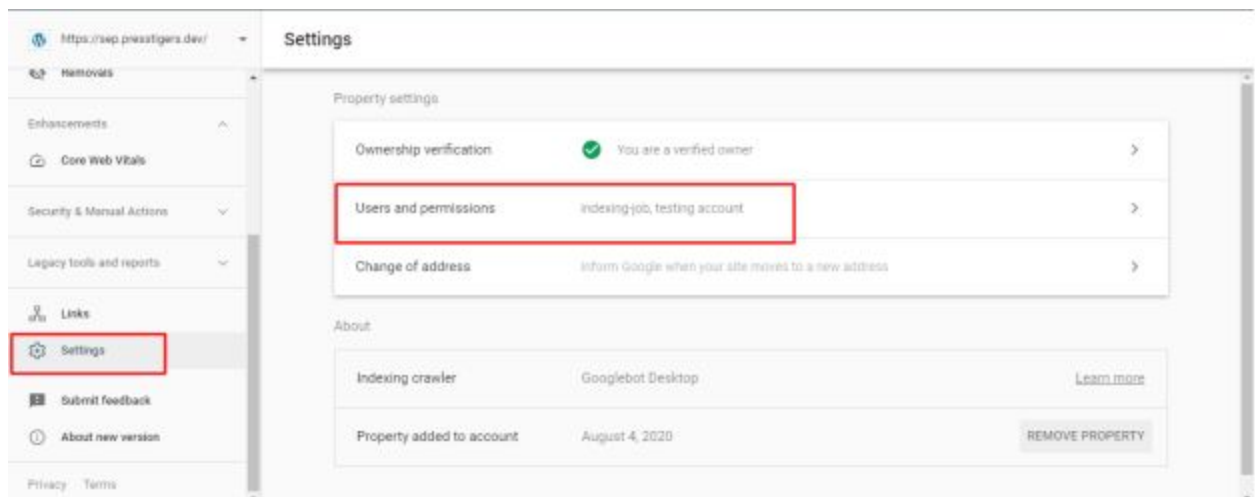 https://sep.presstigers.dev/
Settings
Removals
Enhancements
Core Web Vitals
Security & Manual Actions
Legacy tools and reports
Links
Settings
Submit feedback
About new version
Privacy Terms
Property settings
Ownership verification You are a verified owner
Users and permissions indexing-job, testing account
Change of address Inform Google when your site moves to a new address
About
Indexing crawler Googlebot Desktop Learn more
Property added to account August 4, 2020 REMOVE PROPERTY